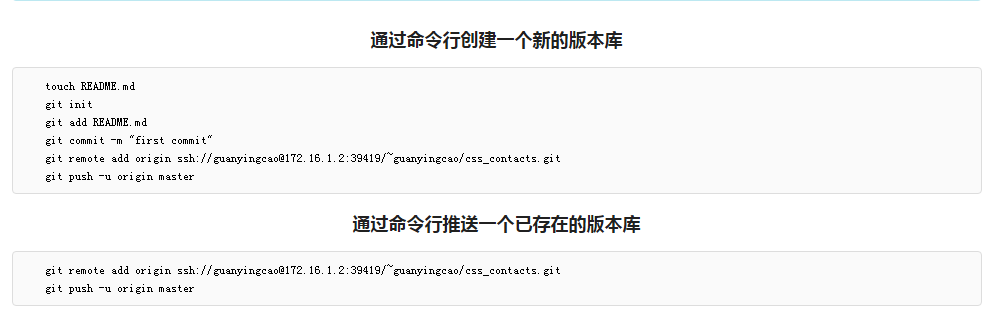 通过命令行创建一个新的版本库
touch README.md
git init
git add README.md
git commit -m "first commit"
git remote add origin ssh://guanyingcao@172.16.1.2:39419/~guanyingcao/css_contacts.git
git push -u origin master
通过命令行推送一个已存在的版本库
git remote add origin ssh://guanyingcao@172.16.1.2:39419/~guanyingcao/css_contacts.git
git push -u origin master